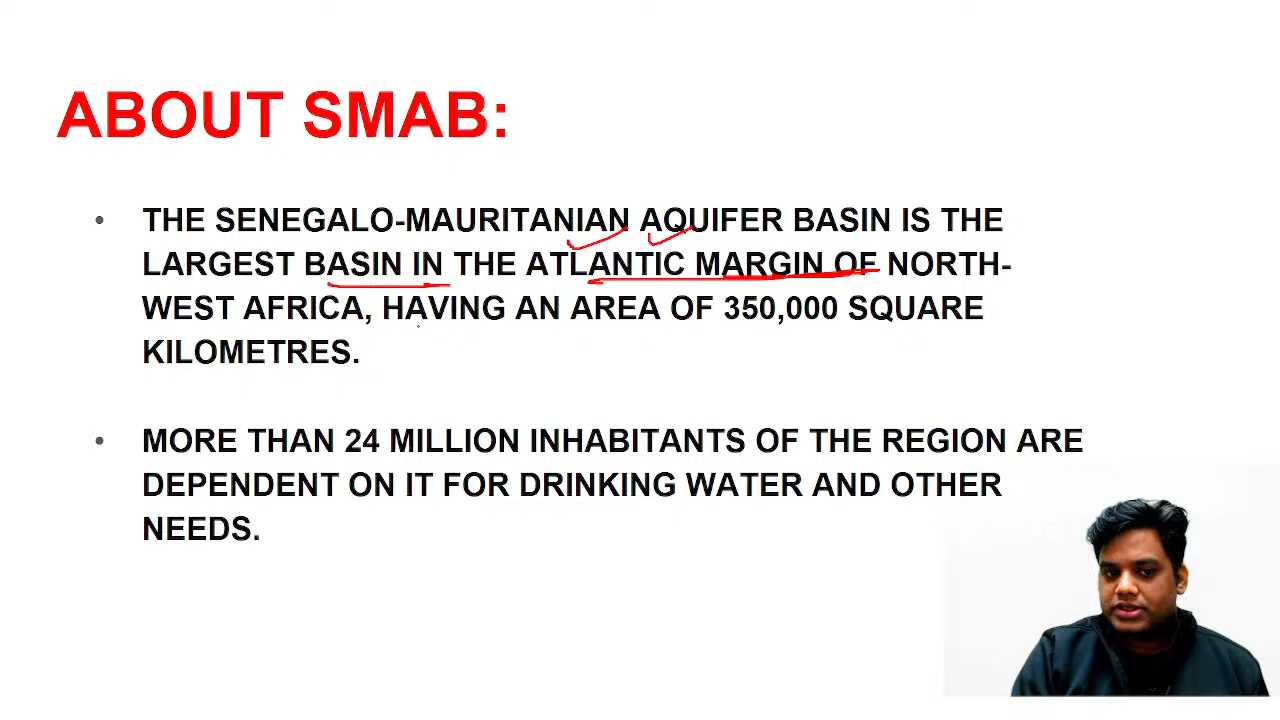 ABOUT SMAB:
• THE SENEGALO-MAURITANIAN AQUIFER BASIN IS THE
LARGEST BASIN IN THE ATLANTIC MARGIN OF NORTH-
WEST AFRICA, HAVING AN AREA OF 350,000 SQUARE
KILOMETRES.
• MORE THAN 24 MILLION INHABITANTS OF THE REGION ARE
DEPENDENT ON IT FOR DRINKING WATER AND OTHER
NEEDS.